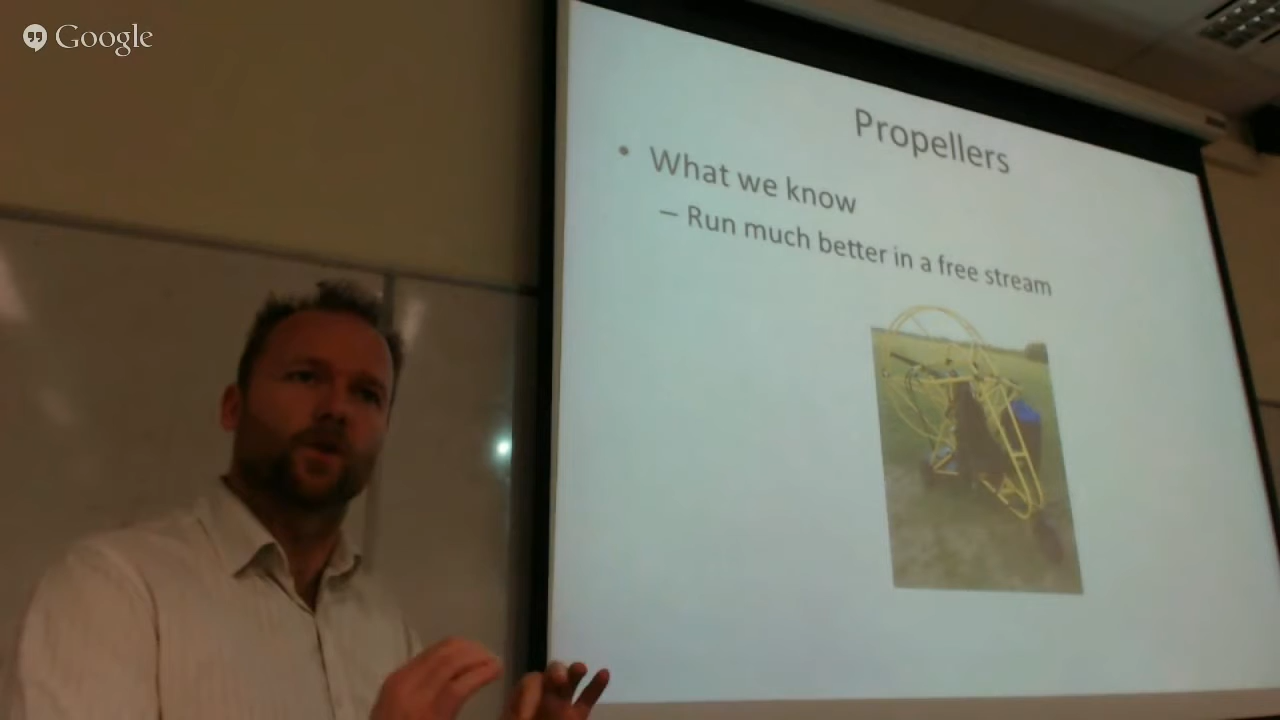 Google
Propellers
• What we know
– Run much better in a free stream